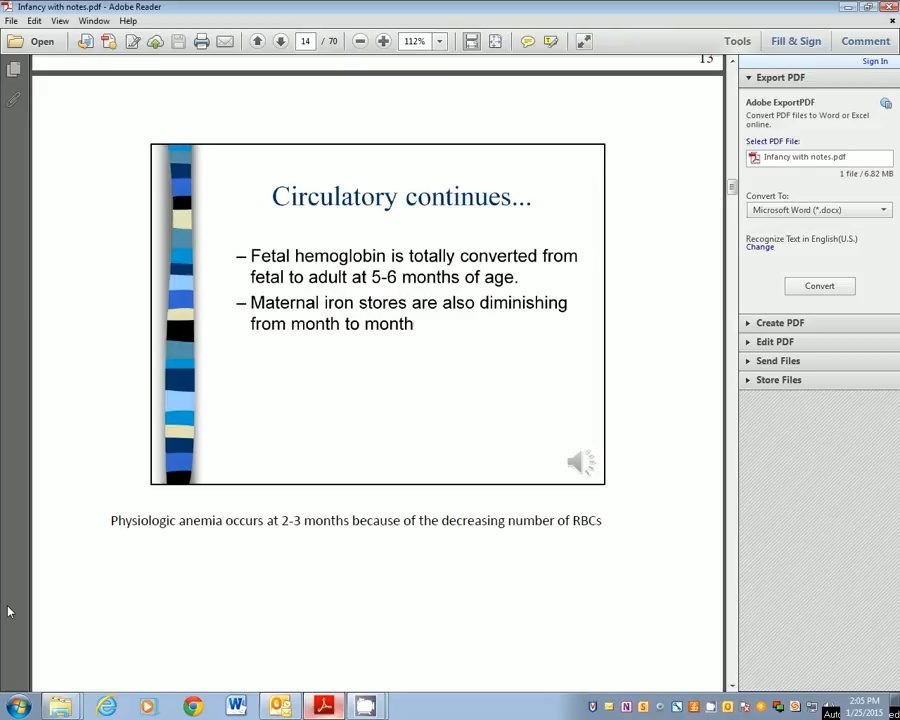 Infancy with notes.pdf - Adobe Reader
File Edit View Window Help
Open 14 / 70 112% Tools Fill & Sign Comment
13
Sign In
Export PDF
Adobe ExportPDF
Convert PDF files to Word or Excel
online.
Select PDF File:
Infancy with notes.pdf
1 file / 6.82 MB
Convert To:
Microsoft Word (*.docx)
Recognize Text in English(U.S.)
Change
Convert
Create PDF
Edit PDF
Send Files
Store Files
Circulatory continues...
– Fetal hemoglobin is totally converted from
fetal to adult at 5-6 months of age.
– Maternal iron stores are also diminishing
from month to month
Physiologic anemia occurs at 2-3 months because of the decreasing number of RBCs
2:05 PM
1/25/2015